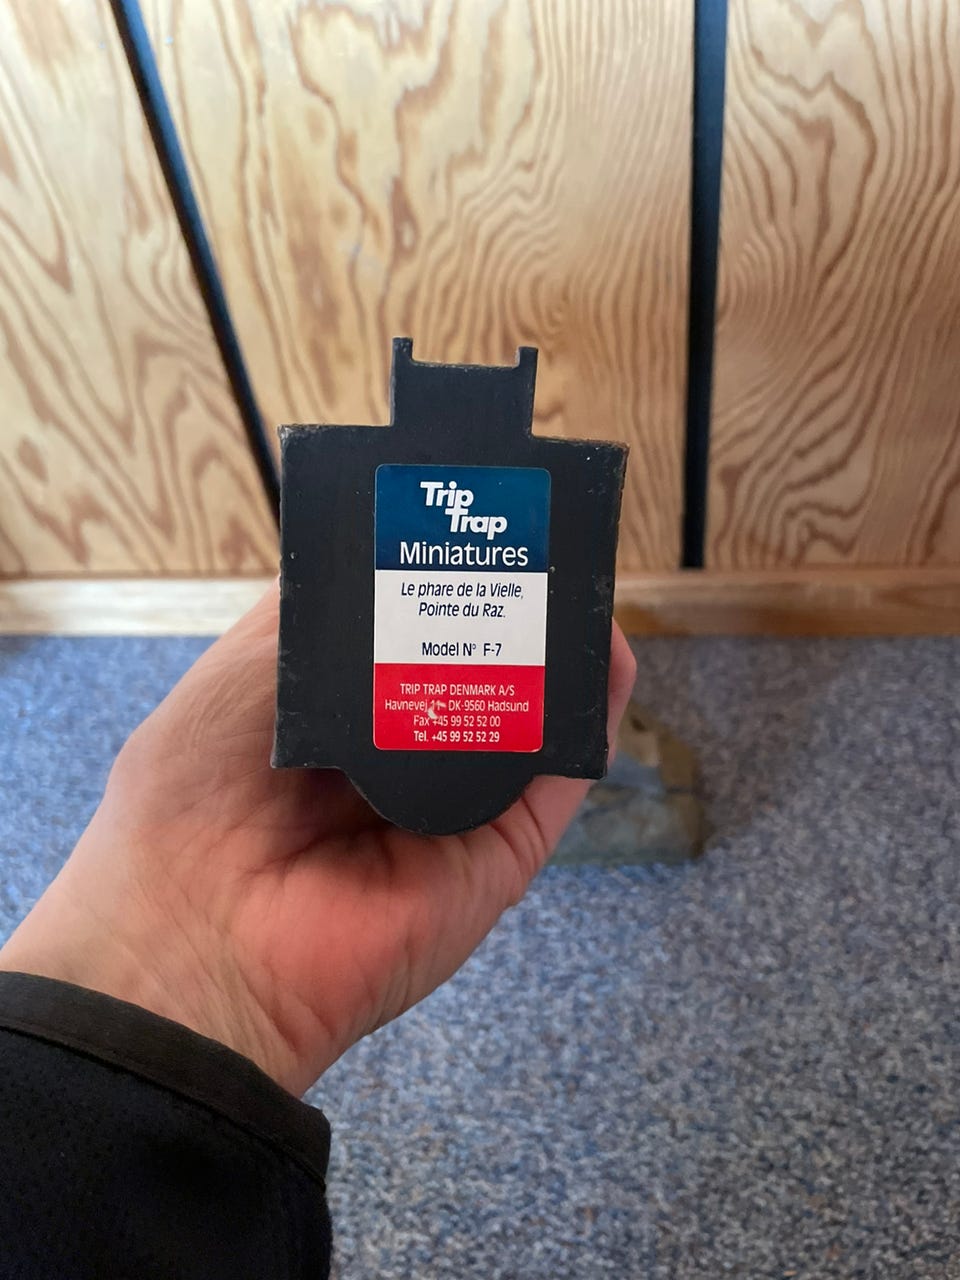 Trip
Trap
Miniatures
Le phare de la Vielle,
Pointe du Raz.
Model N° F-7
TRIP TRAP DENMARK A/S
Havnevej 11 - DK-9560 Hadsund
Fax +45 99 52 52 00
Tel. +45 99 52 52 29